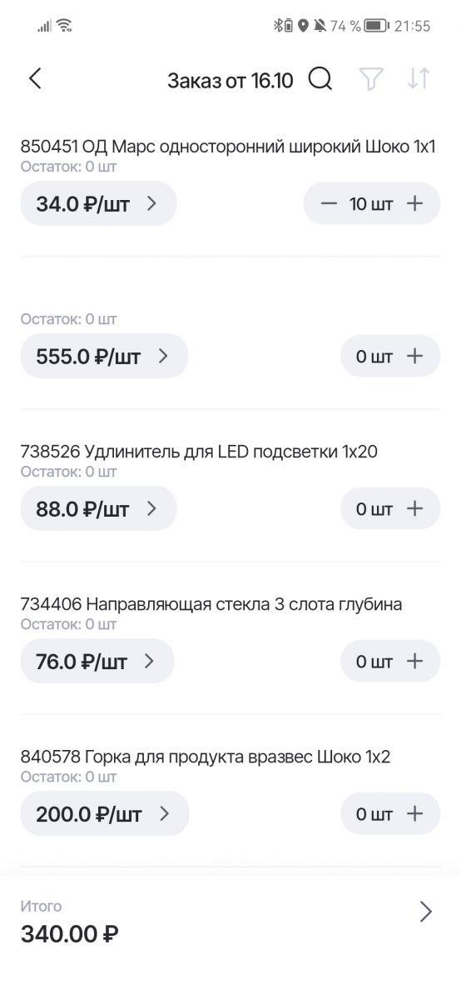 74 % 21:55
Заказ от 16.10
850451 ОД Марс односторонний широкий Шоко 1х1
Остаток: 0 шт
34.0 ₽/шт
10 шт
Остаток: 0 шт
555.0 ₽/шт
0 шт
738526 Удлинитель для LED подсветки 1х20
Остаток: 0 шт
88.0 ₽/шт
0 шт
734406 Направляющая стекла 3 слота глубина
Остаток: 0 шт
76.0 ₽/шт
0 шт
840578 Горка для продукта вразвес Шоко 1х2
Остаток: 0 шт
200.0 ₽/шт
0 шт
Итого
340.00 ₽